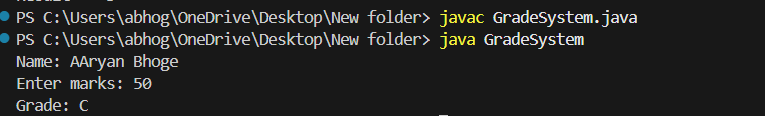 PS C:\Users\abhog\OneDrive\Desktop\New folder> javac GradeSystem.java
PS C:\Users\abhog\OneDrive\Desktop\New folder> java GradeSystem
Name: AAryan Bhoge
Enter marks: 50
Grade: C